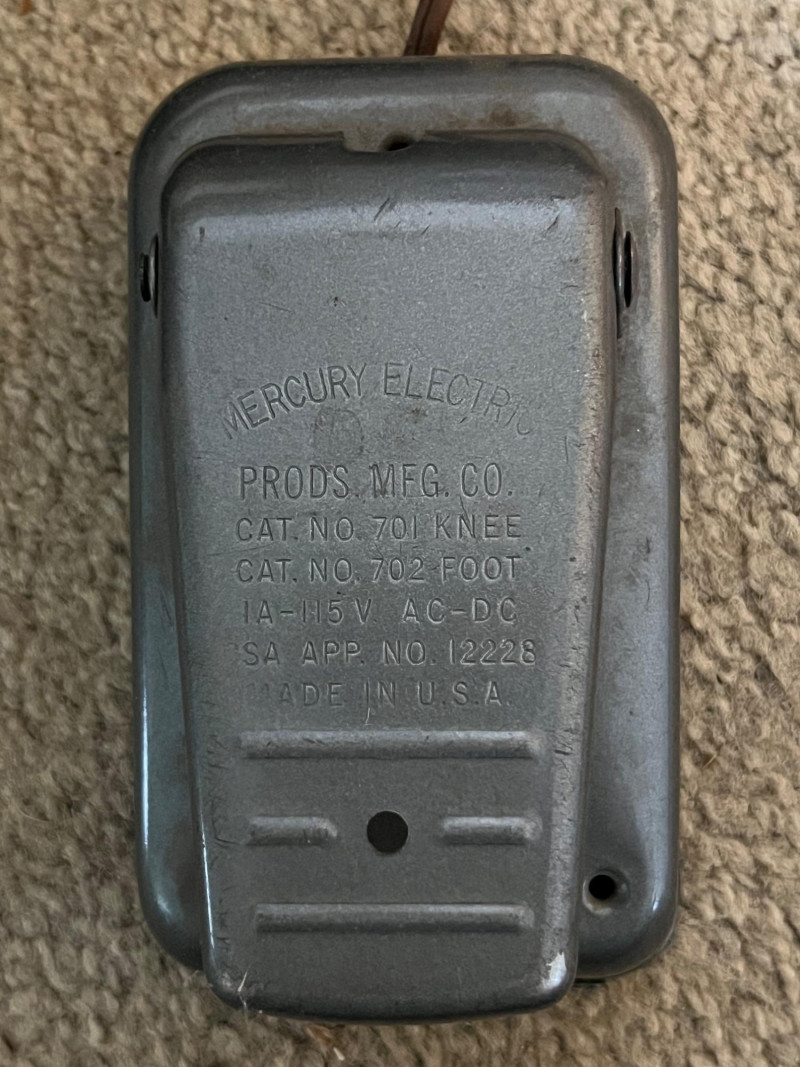 MERCURY ELECTRIC
PRODS. MFG. CO.
CAT. NO. 701 KNEE
CAT. NO. 702 FOOT
1A-115V AC-DC
CSA APP. NO. 12228
MADE IN U.S.A.